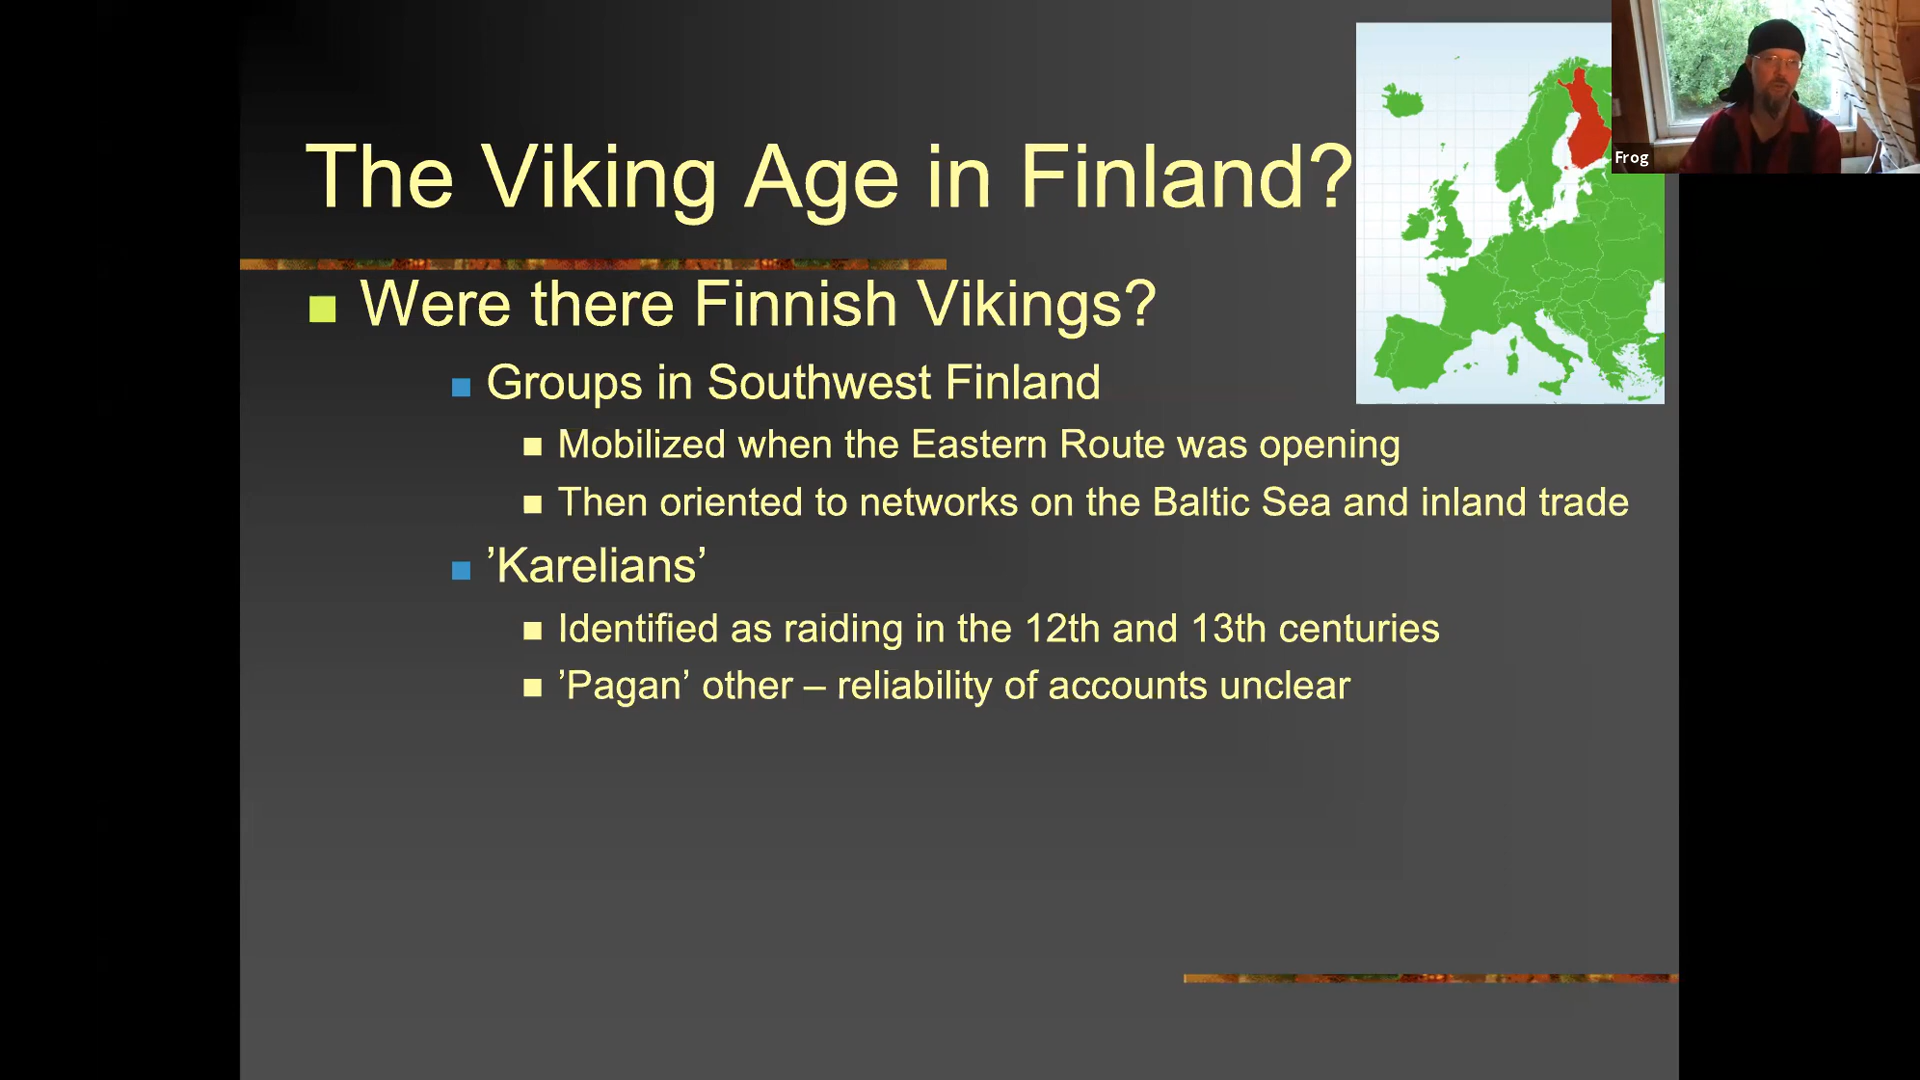 The Viking Age in Finland?
Frog
Were there Finnish Vikings?
Groups in Southwest Finland
Mobilized when the Eastern Route was opening
Then oriented to networks on the Baltic Sea and inland trade
’Karelians’
Identified as raiding in the 12th and 13th centuries
’Pagan’ other – reliability of accounts unclear